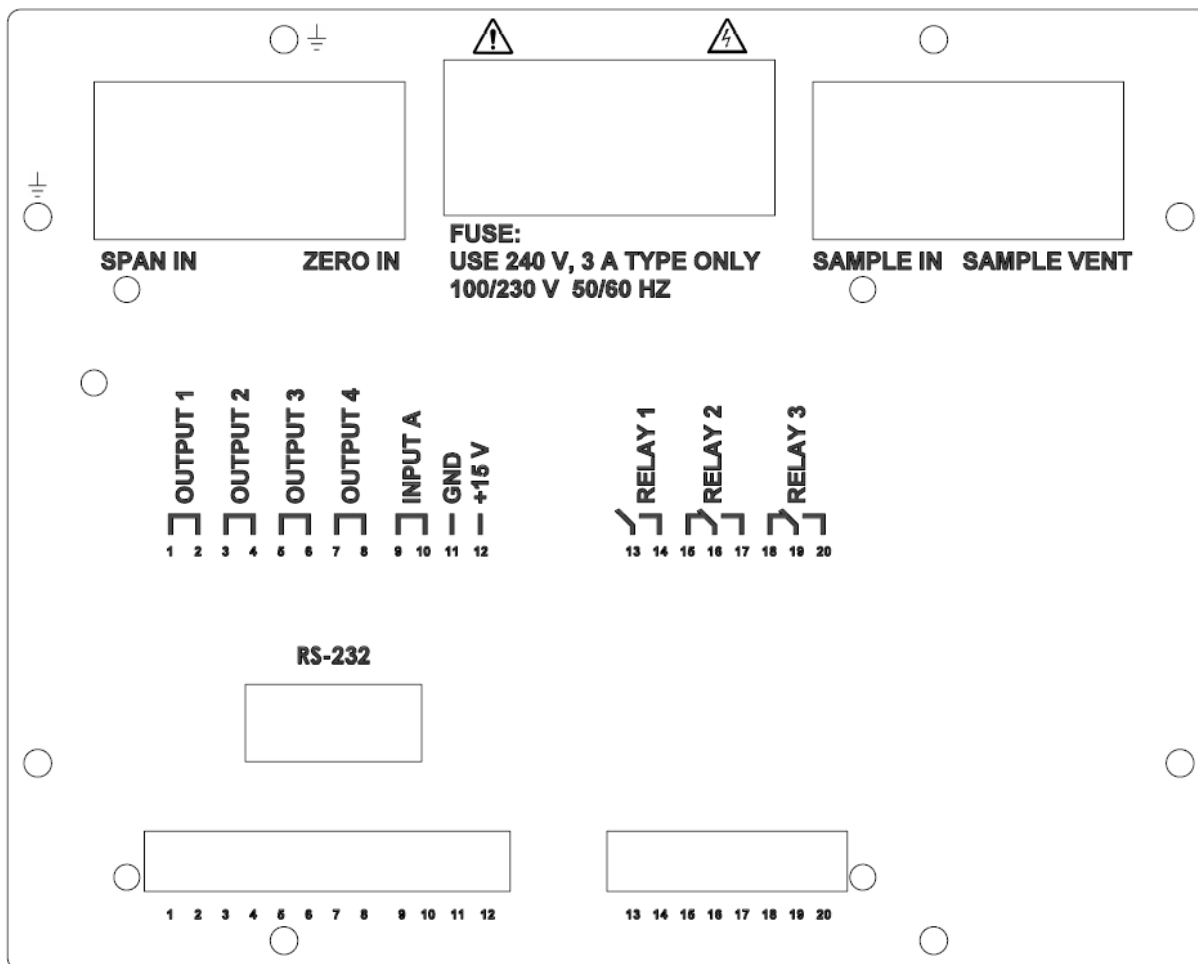 SPAN IN ZERO IN
FUSE:
USE 240 V, 3 A TYPE ONLY
100/230 V 50/60 HZ
SAMPLE IN SAMPLE VENT
OUTPUT 1
OUTPUT 2
OUTPUT 3
OUTPUT 4
INPUT A
GND
+15 V
RELAY 1
RELAY 2
RELAY 3
1 2 3 4 5 6 7 8 9 10 11 12
13 14 15 16 17 18 19 20
RS-232
1 2 3 4 5 6 7 8 9 10 11 12
13 14 15 16 17 18 19 20